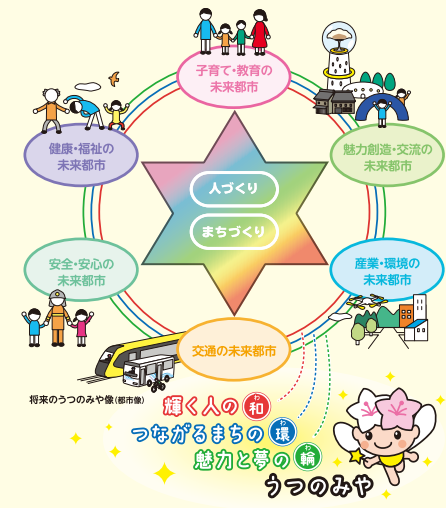 子育て・教育の
未来都市
健康・福祉の
未来都市
魅力創造・交流の
未来都市
人づくり
まちづくり
安全・安心の
未来都市
産業・環境の
未来都市
交通の未来都市
将来のうつのみや像(都市像)
輝く人の和
わ
つながるまちの環
わ
魅力と夢の輪
わ
うつのみや